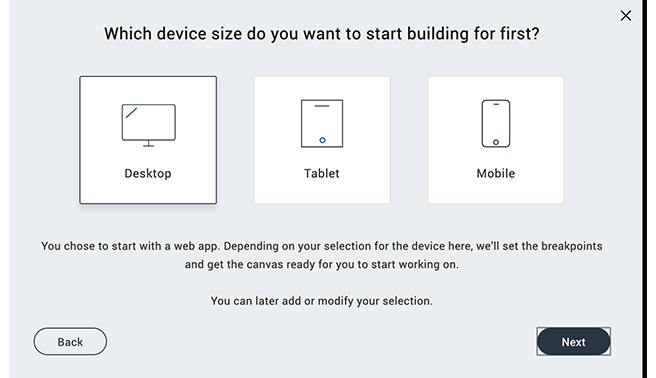 Which device size do you want to start building for first?
Desktop
Tablet
Mobile
You chose to start with a web app. Depending on your selection for the device here, we'll set the breakpoints
and get the canvas ready for you to start working on.
You can later add or modify your selection.
Back
Next